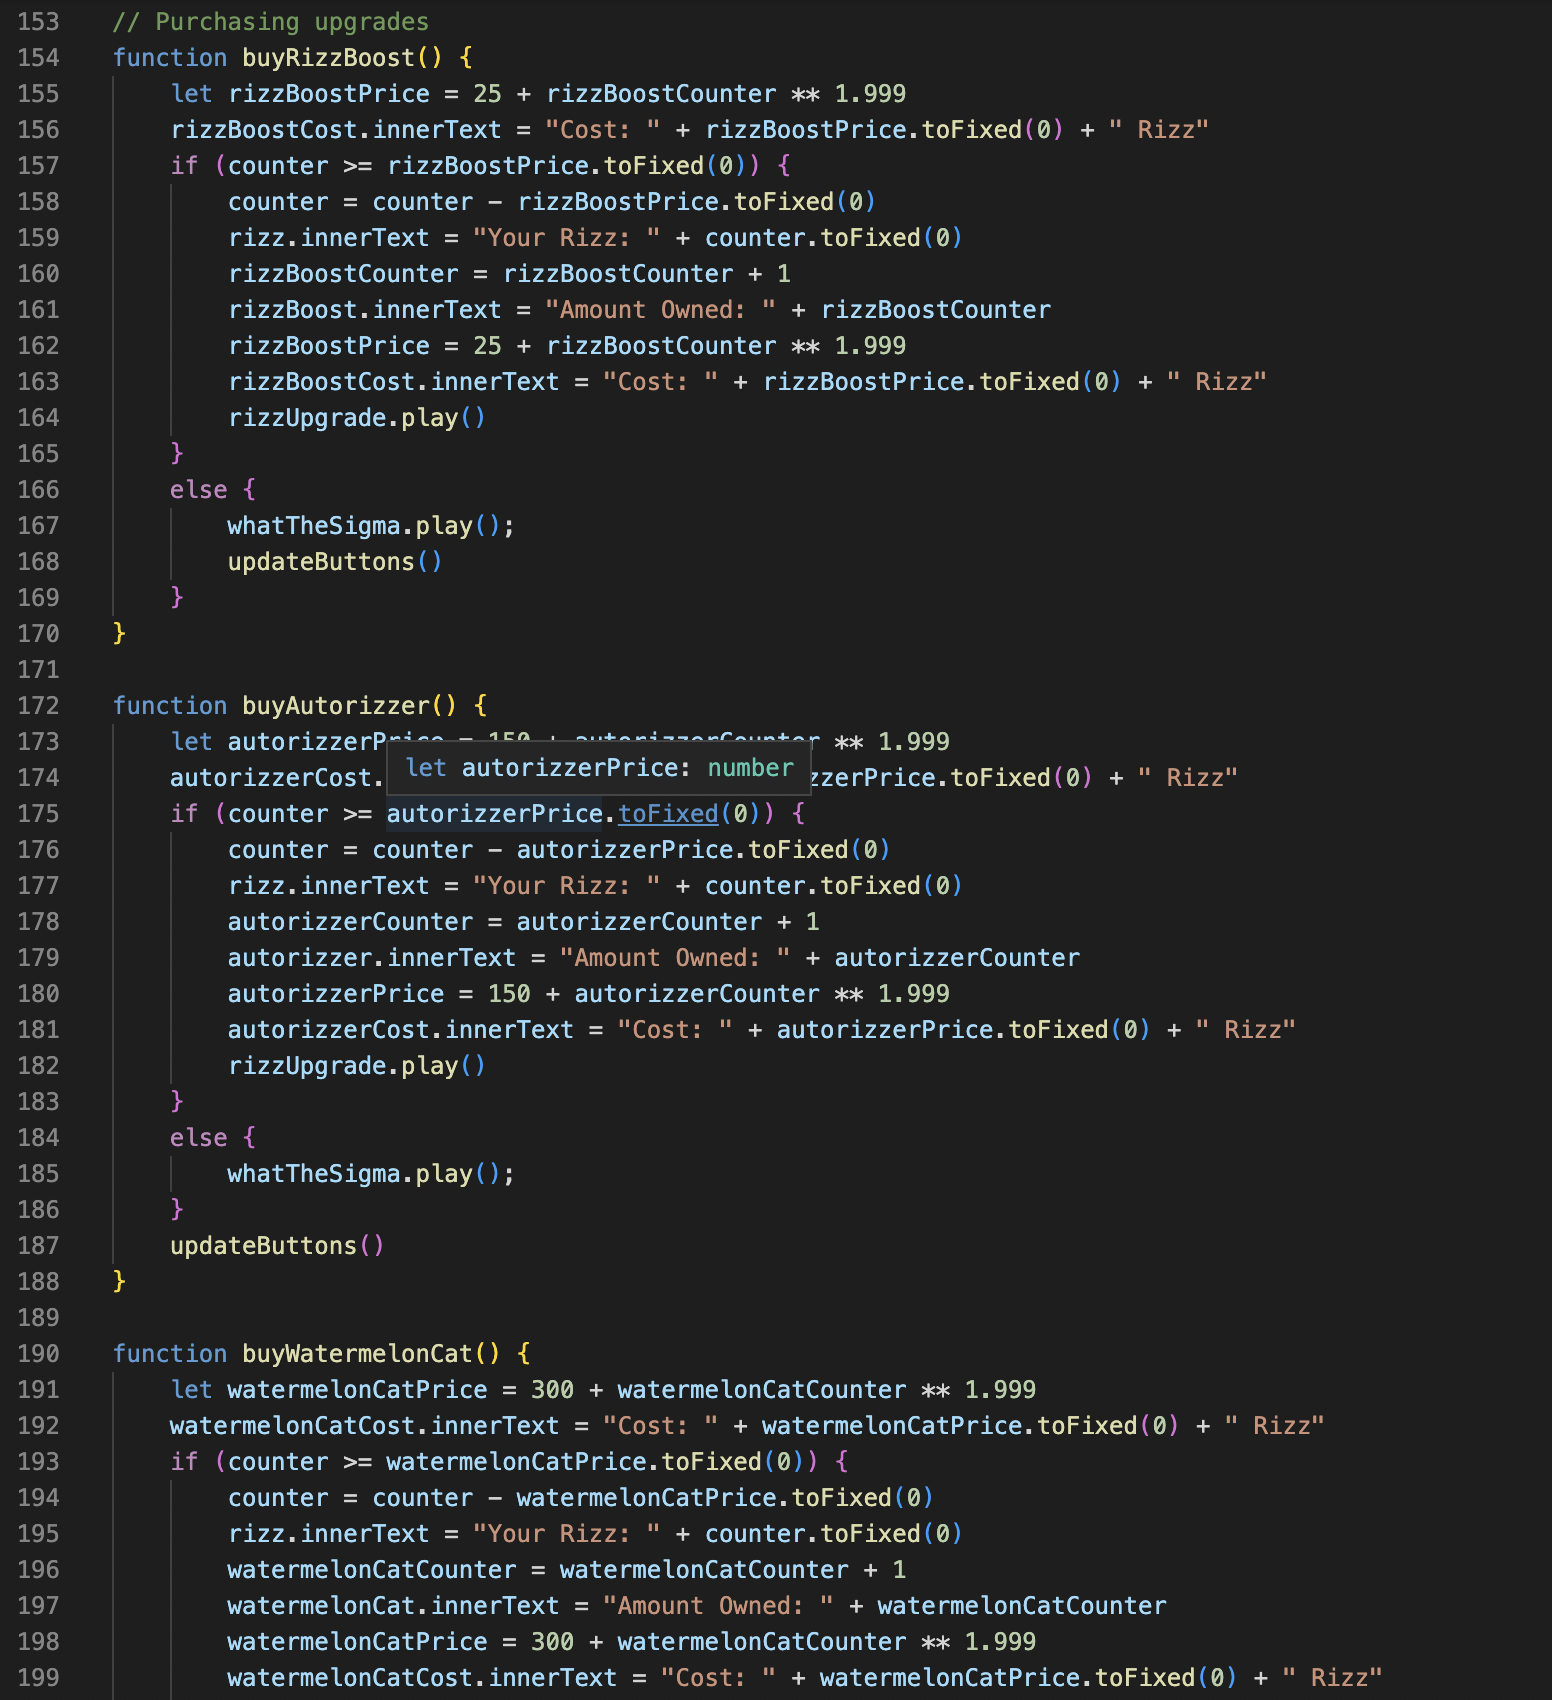 153 // Purchasing upgrades
154 function buyRizzBoost() {
155 let rizzBoostPrice = 25 + rizzBoostCounter ** 1.999
156 rizzBoostCost.innerText = "Cost: " + rizzBoostPrice.toFixed(0) + " Rizz"
157 if (counter >= rizzBoostPrice.toFixed(0)) {
158 counter = counter - rizzBoostPrice.toFixed(0)
159 rizz.innerText = "Your Rizz: " + counter.toFixed(0)
160 rizzBoostCounter = rizzBoostCounter + 1
161 rizzBoost.innerText = "Amount Owned: " + rizzBoostCounter
162 rizzBoostPrice = 25 + rizzBoostCounter ** 1.999
163 rizzBoostCost.innerText = "Cost: " + rizzBoostPrice.toFixed(0) + " Rizz"
164 rizzUpgrade.play()
165 }
166 else {
167 whatTheSigma.play();
168 updateButtons()
169 }
170 }
171
172 function buyAutorizzer() {
173 let autorizzerPrice = 150 + autorizzerCounter ** 1.999
let autorizzerPrice: number
174 autorizzerCost. zzerPrice.toFixed(0) + " Rizz"
175 if (counter >= autorizzerPrice.toFixed(0)) {
176 counter = counter - autorizzerPrice.toFixed(0)
177 rizz.innerText = "Your Rizz: " + counter.toFixed(0)
178 autorizzerCounter = autorizzerCounter + 1
179 autorizzer.innerText = "Amount Owned: " + autorizzerCounter
180 autorizzerPrice = 150 + autorizzerCounter ** 1.999
181 autorizzerCost.innerText = "Cost: " + autorizzerPrice.toFixed(0) + " Rizz"
182 rizzUpgrade.play()
183 }
184 else {
185 whatTheSigma.play();
186 }
187 updateButtons()
188 }
189
190 function buyWatermelonCat() {
191 let watermelonCatPrice = 300 + watermelonCatCounter ** 1.999
192 watermelonCatCost.innerText = "Cost: " + watermelonCatPrice.toFixed(0) + " Rizz"
193 if (counter >= watermelonCatPrice.toFixed(0)) {
194 counter = counter - watermelonCatPrice.toFixed(0)
195 rizz.innerText = "Your Rizz: " + counter.toFixed(0)
196 watermelonCatCounter = watermelonCatCounter + 1
197 watermelonCat.innerText = "Amount Owned: " + watermelonCatCounter
198 watermelonCatPrice = 300 + watermelonCatCounter ** 1.999
199 watermelonCatCost.innerText = "Cost: " + watermelonCatPrice.toFixed(0) + " Rizz"